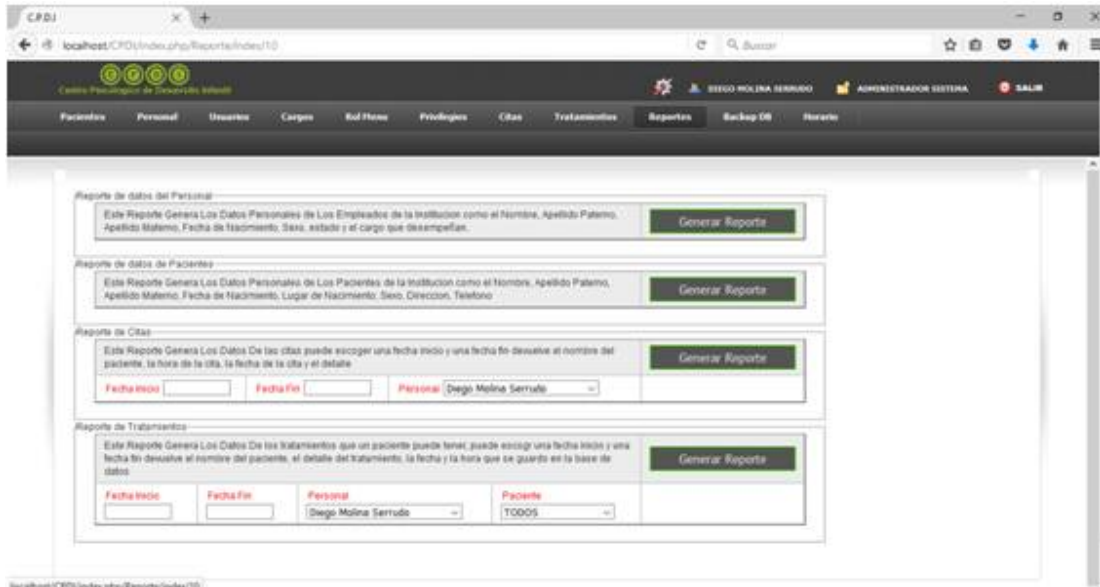 C.P.D.I
localhost/CPDI/index.php/Reporte/index/10
Buscar
Centro Psicologico de Desarrollo Infantil
DIEGO MOLINA SERRUDO
ADMINISTRADOR SISTEMA
SALIR
Pacientes Personal Usuarios Cargos Rol Menu Privilegios Citas Tratamientos Reportes Backup DB Horario
Reporte de datos del Personal
Este Reporte Genera Los Datos Personales de Los Empleados de la Institucion como el Nombre, Apellido Paterno,
Apellido Materno, Fecha de Nacimiento, Sexo, estado y el cargo que desempeñan.
Generar Reporte
Reporte de datos de Pacientes
Este Reporte Genera Los Datos Personales de Los Pacientes de la Institucion como el Nombre, Apellido Paterno,
Apellido Materno, Fecha de Nacimiento, Lugar de Nacimiento, Sexo, Direccion, Telefono
Generar Reporte
Reporte de Citas
Este Reporte Genera Los Datos De las citas puede escoger una fecha inicio y una fecha fin devuelve el nombre del
paciente, la hora de la cita, la fecha de la cita y el detalle
Generar Reporte
Fecha Inicio Fecha Fin Personal Diego Molina Serrudo
Reporte de Tratamientos
Este Reporte Genera Los Datos De los tratamientos que un paciente puede tener, puede escogr una fecha inicio y una
fecha fin devuelve el nombre del paciente, el detalle del tratamiento, la fecha y la hora que se guardo en la base de
datos
Generar Reporte
Fecha Inicio Fecha Fin Personal Paciente
Diego Molina Serrudo TODOS
localhost/CPDI/index.php/Reporte/index/10